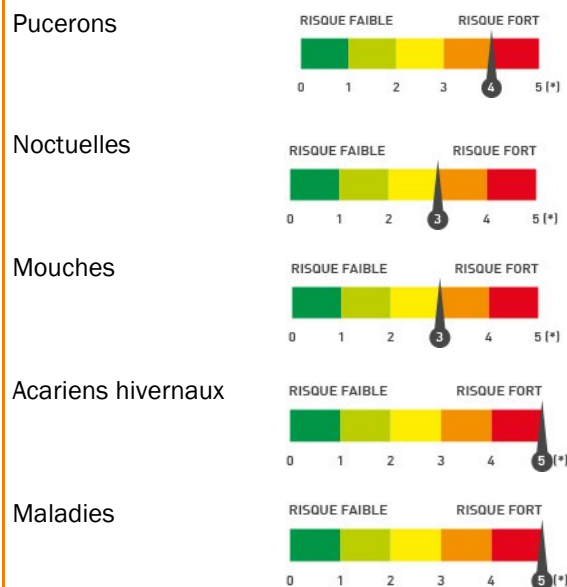 Pucerons
RISQUE FAIBLE RISQUE FORT
0 1 2 3 4 5 (*)
Noctuelles
RISQUE FAIBLE RISQUE FORT
0 1 2 3 4 5 (*)
Mouches
RISQUE FAIBLE RISQUE FORT
0 1 2 3 4 5 (*)
Acariens hivernaux
RISQUE FAIBLE RISQUE FORT
0 1 2 3 4 5 (*)
Maladies
RISQUE FAIBLE RISQUE FORT
0 1 2 3 4 5 (*)